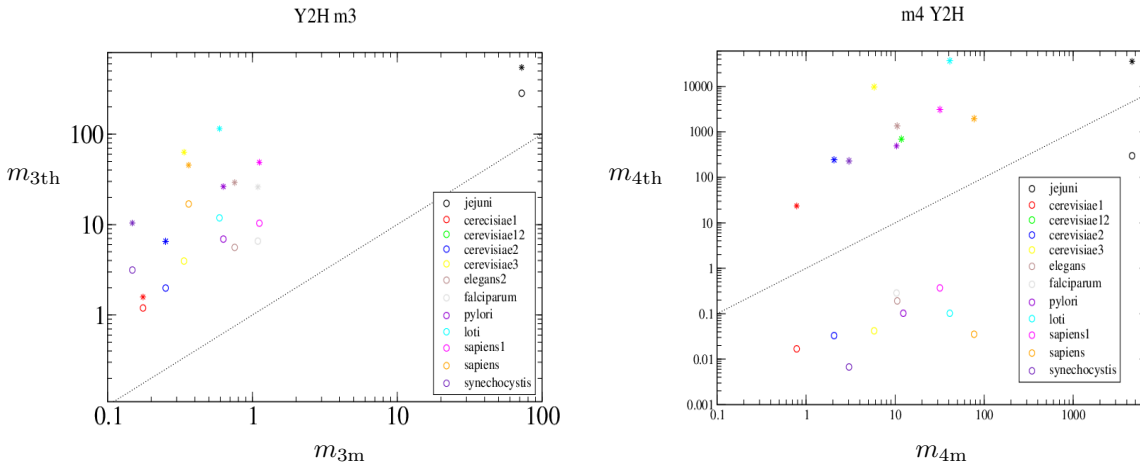 Y2H m3
100
10
1
0.1
1
10
100
m3th
m3m
jejuni
cerecisiae1
cerevisiae12
cerevisiae2
cerevisiae3
elegans2
falciparum
pylori
loti
sapiens1
sapiens
synechocystis
m4 Y2H
10000
1000
100
10
1
0.1
0.01
0.001
0.1
1
10
100
1000
m4th
m4m
jejuni
cerevisiae1
cerevisiae12
cerevisiae2
cerevisiae3
elegans
falciparum
pylori
loti
sapiens1
sapiens
synechocystis